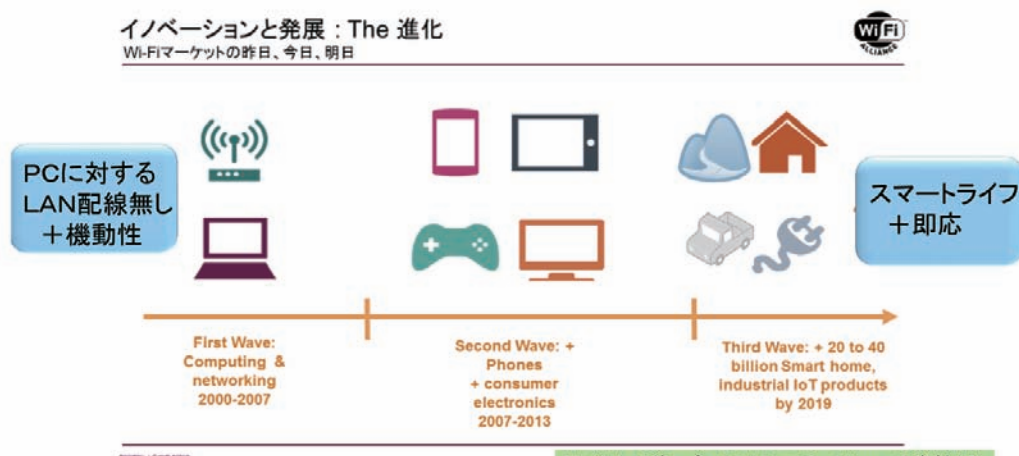 イノベーションと発展 : The 進化
Wi-Fiマーケットの昨日、今日、明日
Wi Fi
ALLIANCE
PCに対する
LAN配線無し
+機動性
スマートライフ
+即応
First Wave:
Computing &
networking
2000-2007
Second Wave: +
Phones
+ consumer
electronics
2007-2013
Third Wave: + 20 to 40
billion Smart home,
industrial IoT products
by 2019